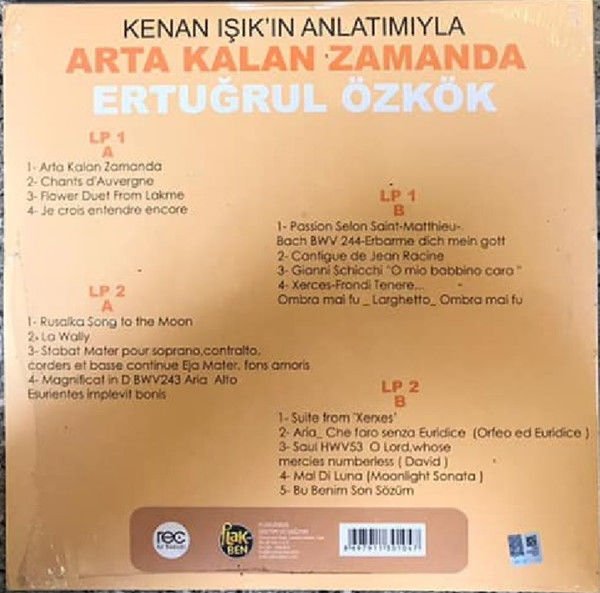 KENAN IŞIK'IN ANLATIMIYLA
ARTA KALAN ZAMANDA
ERTUĞRUL ÖZKÖK
LP 1
A
1- Arta Kalan Zamanda
2- Chants d'Auvergne
3- Flower Duet From Lakme
4- Je crois entendre encore
LP 1
B
1- Passion Selon Saint-Matthieu-
Bach BWV 244-Erbarme dich mein gott
2- Cantigue de Jean Racine
3- Gianni Schicchi "O mio babbino cara "
4- Xerces-Frondi Tenere...
Ombra mai fu _ Larghetto_ Ombra mai fu
LP 2
A
1- Rusalka Song to the Moon
2- La Wally
3- Stabat Mater pour soprano,contralto,
corders et basse continue Eja Mater, fons amoris
4- Magnificat in D BWV243 Aria Alto
Esurientes implevit bonis
LP 2
B
1- Suite from 'Xerxes'
2- Aria_ Che faro senza Euridice (Orfeo ed Euridice )
3- Saul HWV53 O Lord,whose
mercies numberless ( David )
4- Mal Di Luna (Moonlight Sonata )
5- Bu Benim Son Sözüm
rec
Plak-
BEN